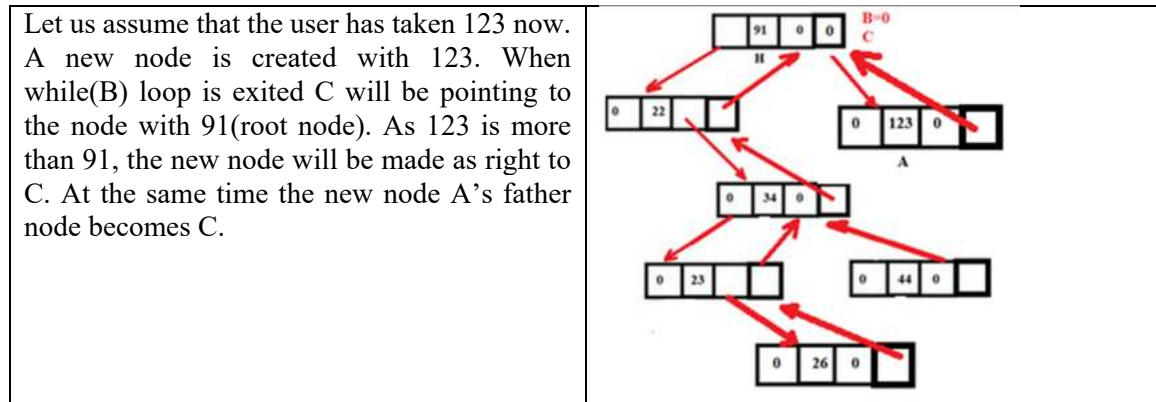 Let us assume that the user has taken 123 now.
A new node is created with 123. When
while(B) loop is exited C will be pointing to
the node with 91(root node). As 123 is more
than 91, the new node will be made as right to
C. At the same time the new node A’s father
node becomes C.
91 0 0
B=0
C
H
0 22
0 123 0
A
0 34 0
0 23
0 44 0
0 26 0